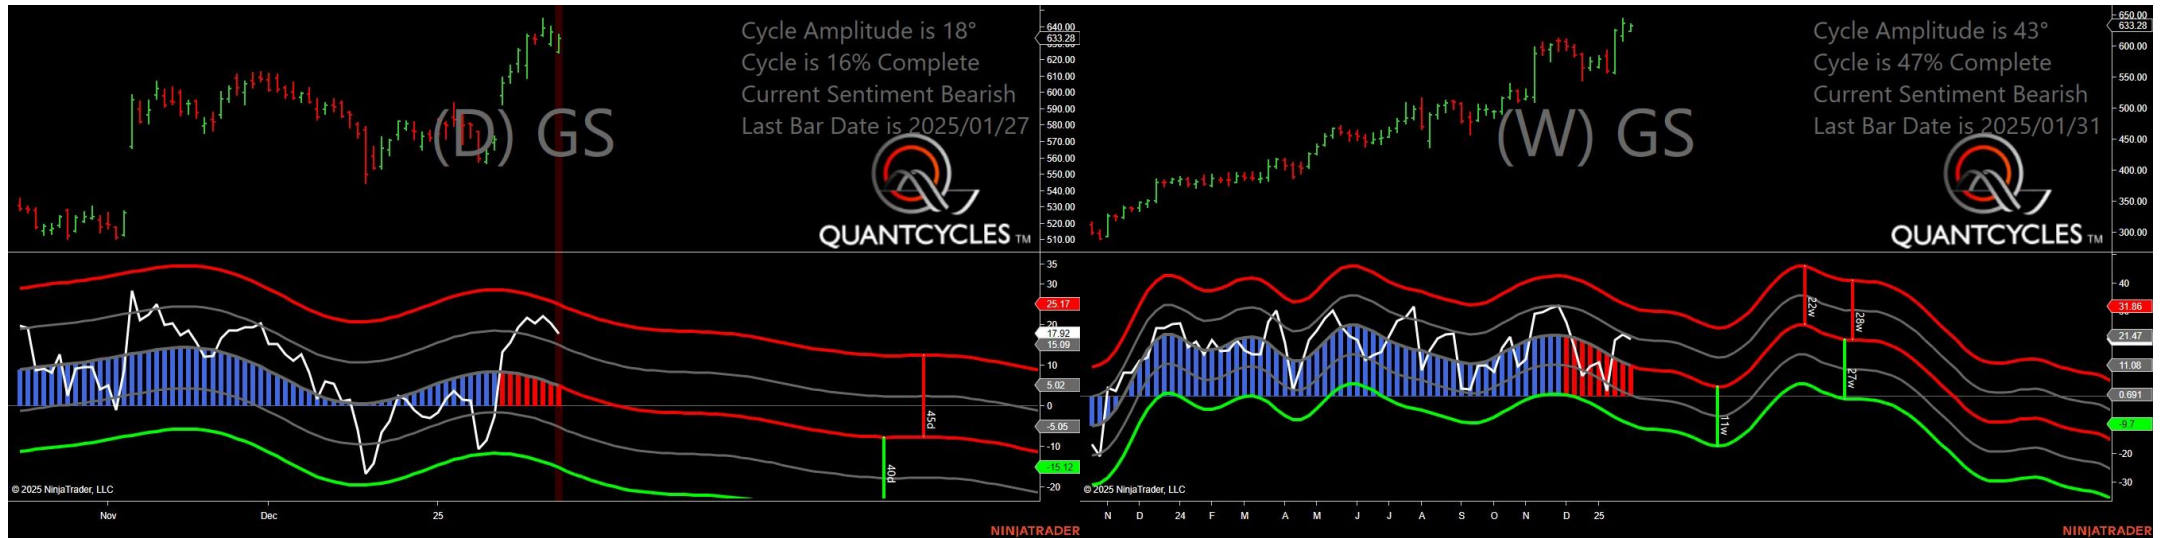 Cycle Amplitude is 18°
Cycle is 16% Complete
Current Sentiment Bearish
Last Bar Date is 2025/01/27
(D) GS
QUANTCYCLES TM
640.00
633.28
620.00
610.00
600.00
590.00
580.00
570.00
560.00
550.00
540.00
530.00
520.00
510.00
35
30
25.17
17.92
15.09
10
5.02
0
-5.05
-10
-15.12
-20
45d
40d
© 2025 NinjaTrader, LLC
Nov Dec 25
NINJATRADER
Cycle Amplitude is 43°
Cycle is 47% Complete
Current Sentiment Bearish
Last Bar Date is 2025/01/31
(W) GS
QUANTCYCLES TM
650.00
633.28
600.00
550.00
500.00
450.00
400.00
350.00
300.00
40
31.86
21.47
11.08
0.691
-9.7
-20
-30
22w
28w
27w
11w
© 2025 NinjaTrader, LLC
N D 24 F M A M J J A S O N D 25
NINJATRADER